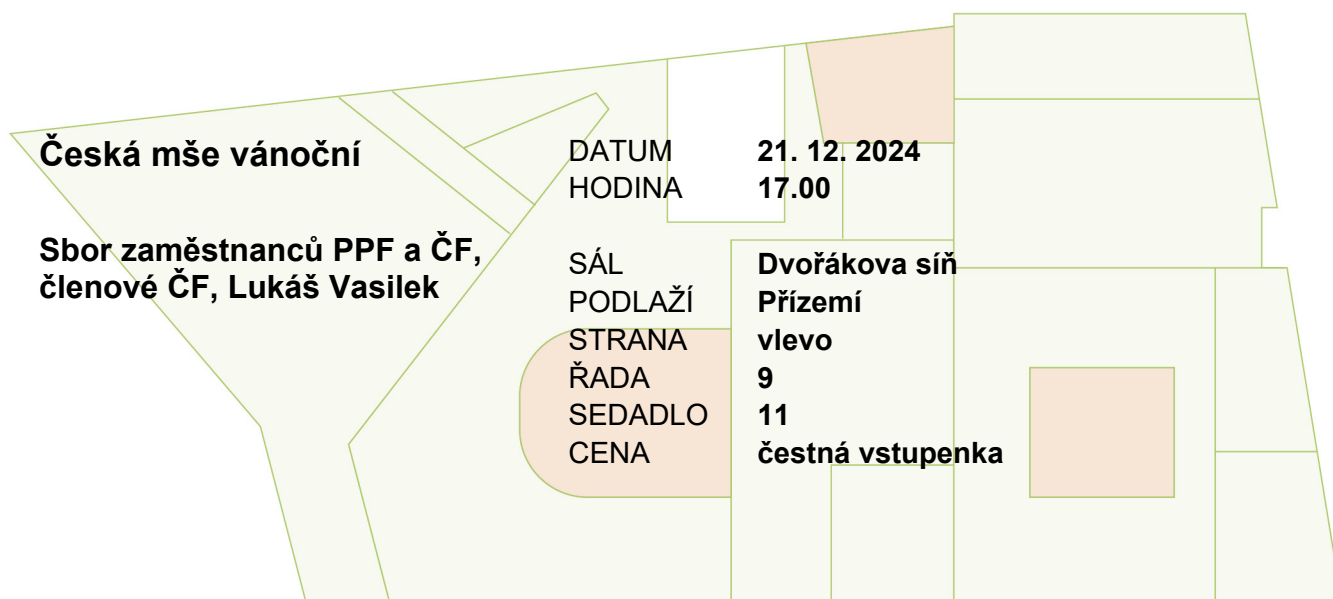 Česká mše vánoční
Sbor zaměstnanců PPF a ČF,
členové ČF, Lukáš Vasilek
DATUM 21. 12. 2024
HODINA 17.00
SÁL Dvořákova síň
PODLAŽÍ Přízemí
STRANA vlevo
ŘADA 9
SEDADLO 11
CENA čestná vstupenka